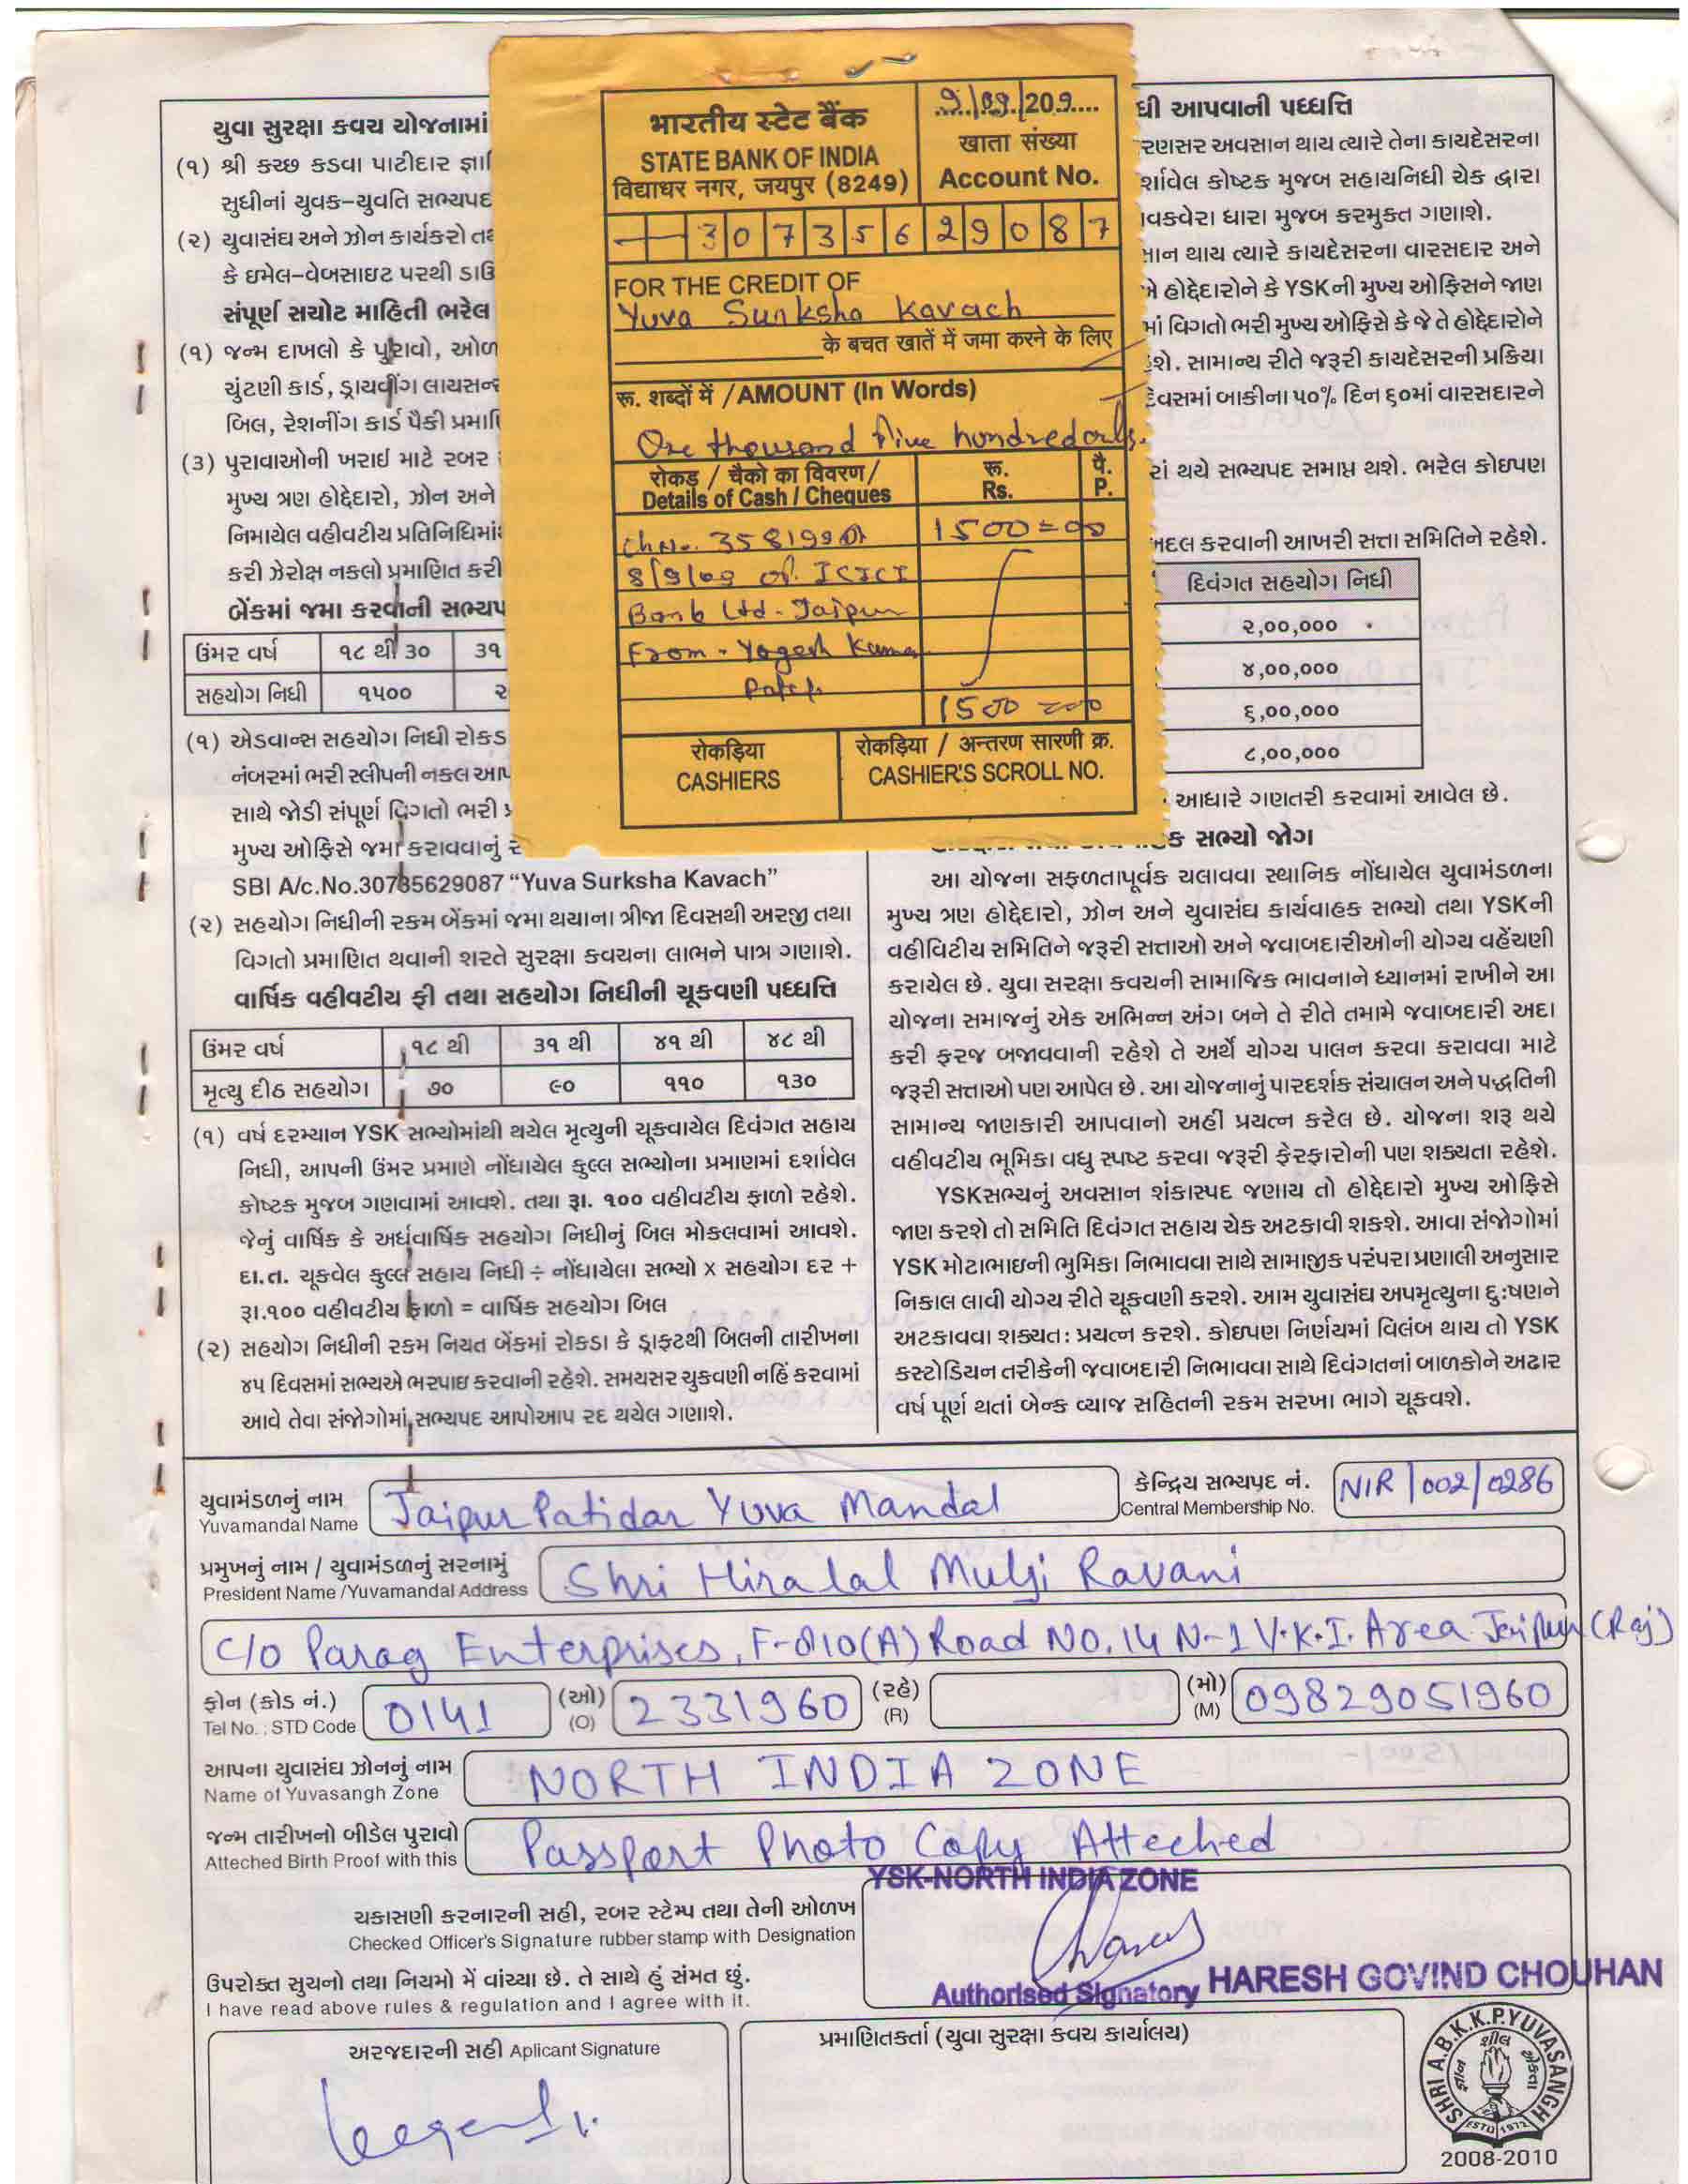 યુવા સુરક્ષા કવચ યોજનામાં
(૧) શ્રી કચ્છ કડવા પાટીદાર જ્ઞાતિ
સુધીનાં યુવક-યુવતિ સભ્યપદ
(૨) યુવાસંઘ અને ઝોન કાર્યકરો
કે ઇમેલ-વેબસાઇટ પરથી ડાઉ
સંપૂર્ણ સચોટ માહિતી ભરેલ
(૧) જન્મ દાખલો કે પુરાવો, ઓળ
ચુંટણી કાર્ડ, ડ્રાયવીંગ લાયસન્સ
બિલ, રેશનીંગ કાર્ડ પૈકી પ્રમાણિ
(૩) પુરાવાઓની ખરાઇ માટે રબર
મુખ્ય ત્રણ હોદ્દેદારો, ઝોન અને
નિમાયેલ વહીવટીય પ્રતિનિધિમાં
કરી ઝેરોક્ષ નકલો પ્રમાણિત કરી
બેંકમાં જમા કરવાની સભ્યપ
ઉંમર વર્ષ ૧૮ થી ૩૦ ૩૧
સહયોગ નિધી ૧૫૦૦ ૨
(૧) એડવાન્સ સહયોગ નિધી રોકડ
નંબરમાં ભરી સ્લીપની નકલ આપ
સાથે જોડી સંપૂર્ણ વિગતો ભરી
મુખ્ય ઓફિસે જમા કરાવવાનું
SBI A/c.No.30735629087 "Yuva Surksha Kavach"
(૨) સહયોગ નિધીની રકમ બેંકમાં જમા થયાના ત્રીજા દિવસથી અરજી તથા
વિગતો પ્રમાણિત થવાની શરતે સુરક્ષા કવચના લાભને પાત્ર ગણાશે.
વાર્ષિક વહીવટીય ફી તથા સહયોગ નિધીની ચૂકવણી પધ્ધતિ
ઉંમર વર્ષ ૧૮ થી ૩૧ થી ૪૧ થી ૪૮ થી
મૃત્યુ દીઠ સહયોગ ૭૦ ૯૦ ૧૧૦ ૧૩૦
(૧) વર્ષ દરમ્યાન YSK સભ્યોમાંથી થયેલ મૃત્યુની ચૂકવાયેલ દિવંગત સહાય
નિધી, આપની ઉંમર પ્રમાણે નોંધાયેલ કુલ્લ સભ્યોના પ્રમાણમાં દર્શાવેલ
કોષ્ટક મુજબ ગણવામાં આવશે. તથા રૂા. ૧૦૦ વહીવટીય ફાળો રહેશે.
જેનું વાર્ષિક કે અર્ધવાર્ષિક સહયોગ નિધીનું બિલ મોકલવામાં આવશે.
દા.ત. ચૂકવેલ કુલ્લ સહાય નિધી ÷ નોંધાયેલા સભ્યો x સહયોગ દર +
રૂા.૧૦૦ વહીવટીય ફાળો = વાર્ષિક સહયોગ બિલ
(૨) સહયોગ નિધીની રકમ નિયત બેંકમાં રોકડા કે ડ્રાફટથી બિલની તારીખના
૪૫ દિવસમાં સભ્યએ ભરપાઇ કરવાની રહેશે. સમયસર ચુકવણી નહિં કરવામાં
આવે તેવા સંજોગોમાં, સભ્યપદ આપોઆપ રદ થયેલ ગણાશે.
भारतीय स्टेट बैंक
STATE BANK OF INDIA
विद्याधर नगर, जयपुर (8249)
9/09/209....
खाता संख्या
Account No.
30735629087
FOR THE CREDIT OF
Yuva Surksha Kavach
के बचत खातें में जमा करने के लिए
रू. शब्दों में / AMOUNT (In Words)
One thousand five hundred only.
रोकड़ / चैको का विवरण/ रू. पै.
Details of Cash / Cheques Rs. P.
Ch No. 358199 Dt 1500=00
8/9/09 of. ICICI
Bank Ltd- Jaipur
From - Yogesh Kumar
Patel
1500=00
रोकड़िया रोकड़िया / अन्तरण सारणी क्र.
CASHIERS CASHIER'S SCROLL NO.
ધી આપવાની પધ્ધતિ
રણસર અવસાન થાય ત્યારે તેના કાયદેસરના
ર્શાવેલ કોષ્ટક મુજબ સહાયનિધી ચેક દ્વારા
ાવકવેરા ધારા મુજબ કરમુક્ત ગણાશે.
સાન થાય ત્યારે કાયદેસરના વારસદાર અને
એ હોદ્દેદારોને કે YSKની મુખ્ય ઓફિસને જાણ
માં વિગતો ભરી મુખ્ય ઓફિસે કે જે તે હોદ્દેદારોને
શે. સામાન્ય રીતે જરૂરી કાયદેસરની પ્રક્રિયા
દિવસમાં બાકીના ૫૦% દિન ૬૦માં વારસદારને
રાં થયે સભ્યપદ સમાપ્ત થશે. ભરેલ કોઇપણ
બદલ કરવાની આખરી સત્તા સમિતિને રહેશે.
દિવંગત સહયોગ નિધી
૨,૦૦,૦૦૦
૪,૦૦,૦૦૦
૬,૦૦,૦૦૦
૮,૦૦,૦૦૦
આધારે ગણતરી કરવામાં આવેલ છે.
ક સભ્યો જોગ
આ યોજના સફળતાપૂર્વક ચલાવવા સ્થાનિક નોંધાયેલ યુવામંડળના
મુખ્ય ત્રણ હોદ્દેદારો, ઝોન અને યુવાસંઘ કાર્યવાહક સભ્યો તથા YSKની
વહીવિટીય સમિતિને જરૂરી સત્તાઓ અને જવાબદારીઓની યોગ્ય વહેંચણી
કરાયેલ છે. યુવા સરક્ષા કવચની સામાજિક ભાવનાને ધ્યાનમાં રાખીને આ
યોજના સમાજનું એક અભિન્ન અંગ બને તે રીતે તમામે જવાબદારી અદા
કરી ફરજ બજાવવાની રહેશે તે અર્થે યોગ્ય પાલન કરવા કરાવવા માટે
જરૂરી સત્તાઓ પણ આપેલ છે. આ યોજનાનું પારદર્શક સંચાલન અને પદ્ધતિની
સામાન્ય જાણકારી આપવાનો અહીં પ્રયત્ન કરેલ છે. યોજના શરૂ થયે
વહીવટીય ભૂમિકા વધુ સ્પષ્ટ કરવા જરૂરી ફેરફારોની પણ શક્યતા રહેશે.
YSKસભ્યનું અવસાન શંકાસ્પદ જણાય તો હોદ્દેદારો મુખ્ય ઓફિસે
જાણ કરશે તો સમિતિ દિવંગત સહાય ચેક અટકાવી શકશે. આવા સંજોગોમાં
YSK મોટાભાઇની ભુમિકા નિભાવવા સાથે સામાજીક પરંપરા પ્રણાલી અનુસાર
નિકાલ લાવી યોગ્ય રીતે ચૂકવણી કરશે. આમ યુવાસંઘ અપમૃત્યુના દુઃષણને
અટકાવવા શક્યતઃ પ્રયત્ન કરશે. કોઇપણ નિર્ણયમાં વિલંબ થાય તો YSK
કસ્ટોડિયન તરીકેની જવાબદારી નિભાવવા સાથે દિવંગતનાં બાળકોને અઢાર
વર્ષ પૂર્ણ થતાં બેન્ક વ્યાજ સહિતની રકમ સરખા ભાગે ચૂકવશે.
યુવામંડળનું નામ
Yuvamandal Name Jaipur Patidar Yuva Mandal
કેન્દ્રિય સભ્યપદ નં.
Central Membership No. NIR/002/0286
પ્રમુખનું નામ / યુવામંડળનું સરનામું
President Name /Yuvamandal Address Shri Hiralal Mulji Ravani
C/o Parag Enterprises, F-810(A) Road NO. 14 N-1 V.K.I. Area Jaipur (Raj)
ફોન (કોડ નં.) (ઓ) (રહે) (મો)
Tel No. : STD Code 0141 (O) 2331960 (R) (M) 09829051960
આપના યુવાસંઘ ઝોનનું નામ
Name of Yuvasangh Zone NORTH INDIA ZONE
જન્મ તારીખનો બીડેલ પુરાવો
Atteched Birth Proof with this Passport Photo Copy Atteched
YSK-NORTH INDIA ZONE
ચકાસણી કરનારની સહી, રબર સ્ટેમ્પ તથા તેની ઓળખ
Checked Officer's Signature rubber stamp with Designation
Authorised Signatory HARESH GOVIND CHOUHAN
ઉપરોક્ત સુચનો તથા નિયમો મેં વાંચ્યા છે. તે સાથે હું સંમત છું.
I have read above rules & regulation and I agree with it.
અરજદારની સહી Aplicant Signature
પ્રમાણિતકર્તા (યુવા સુરક્ષા કવચ કાર્યાલય)
SHRI A.B.K.K.P. YUVASANGH
જ્ઞાન શીલ એકતા
ESTD 1972
2008-2010